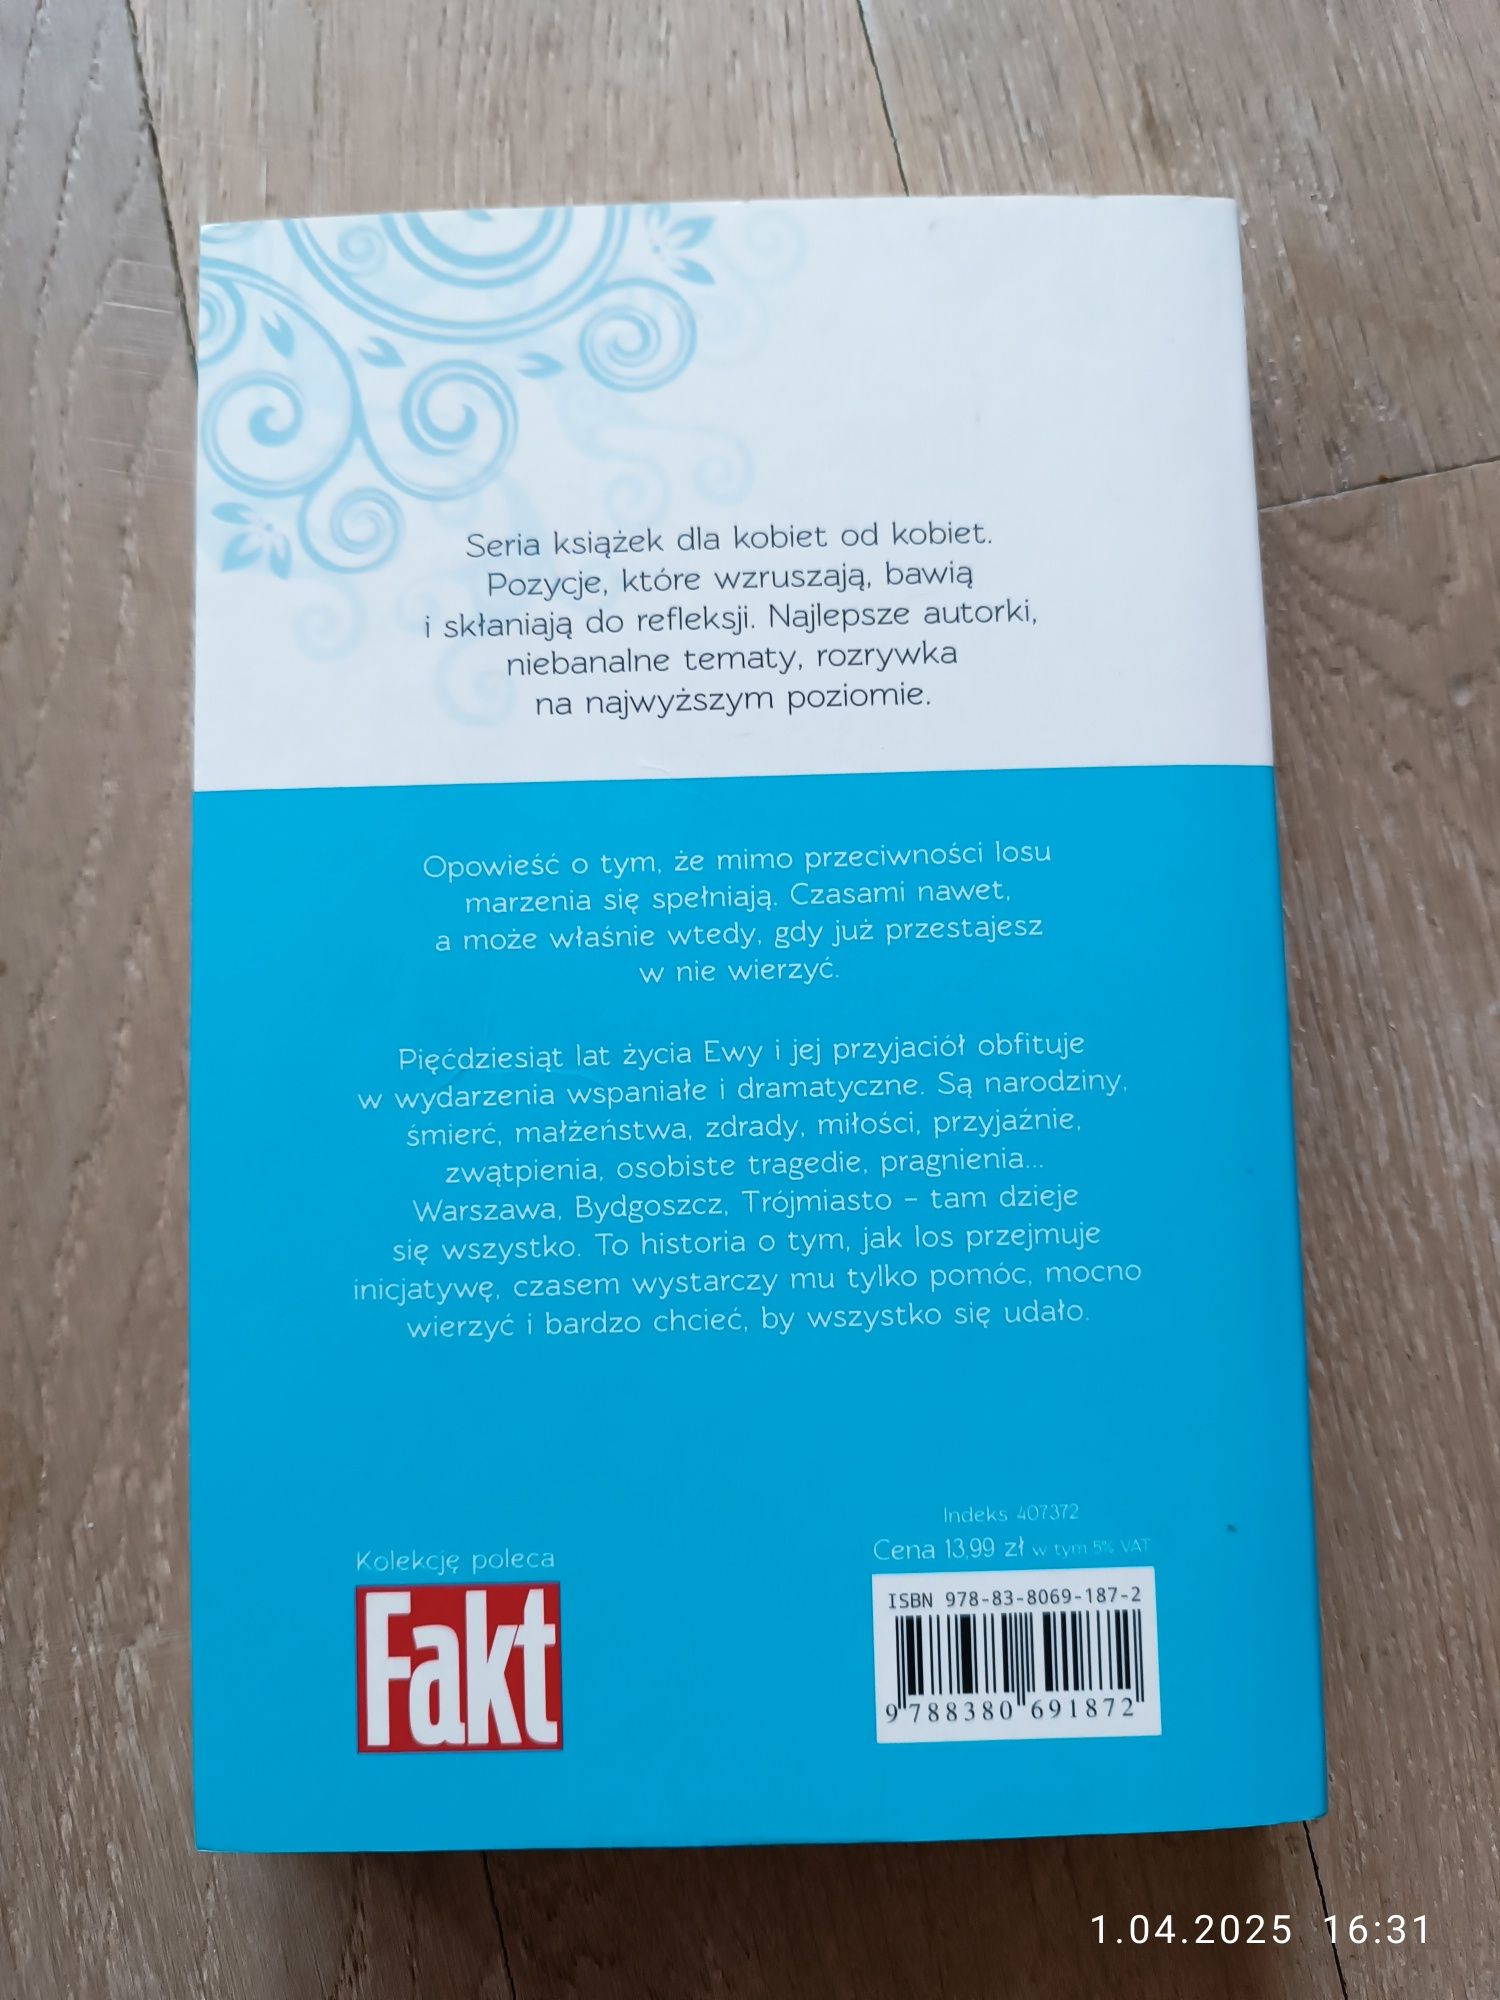 Seria książek dla kobiet od kobiet.
Pozycje, które wzruszają, bawią
i skłaniają do refleksji. Najlepsze autorki,
niebanalne tematy, rozrywka
na najwyższym poziomie.
Opowieść o tym, że mimo przeciwności losu
marzenia się spełniają. Czasami nawet,
a może właśnie wtedy, gdy już przestajesz
w nie wierzyć.
Pięćdziesiąt lat życia Ewy i jej przyjaciół obfituje
w wydarzenia wspaniałe i dramatyczne. Są narodziny,
śmierć, małżeństwa, zdrady, miłości, przyjaźnie,
zwątpienia, osobiste tragedie, pragnienia...
Warszawa, Bydgoszcz, Trójmiasto – tam dzieje
się wszystko. To historia o tym, jak los przejmuje
inicjatywę, czasem wystarczy mu tylko pomóc, mocno
wierzyć i bardzo chcieć, by wszystko się udało.
Kolekcję poleca
Fakt
Indeks 407372
Cena 13,99 zł w tym 5% VAT
ISBN 978-83-8069-187-2
9 788380 691872
1.04.2025 16:31